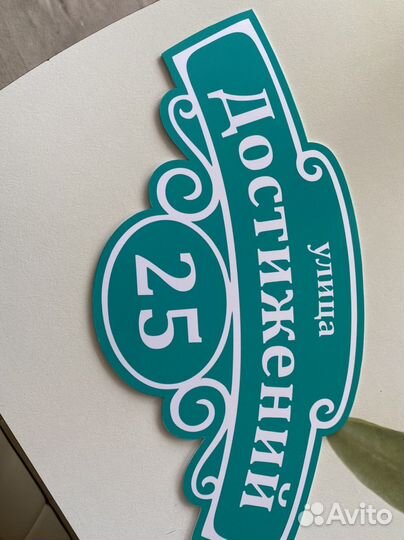 улица
Достижений
25
Avito